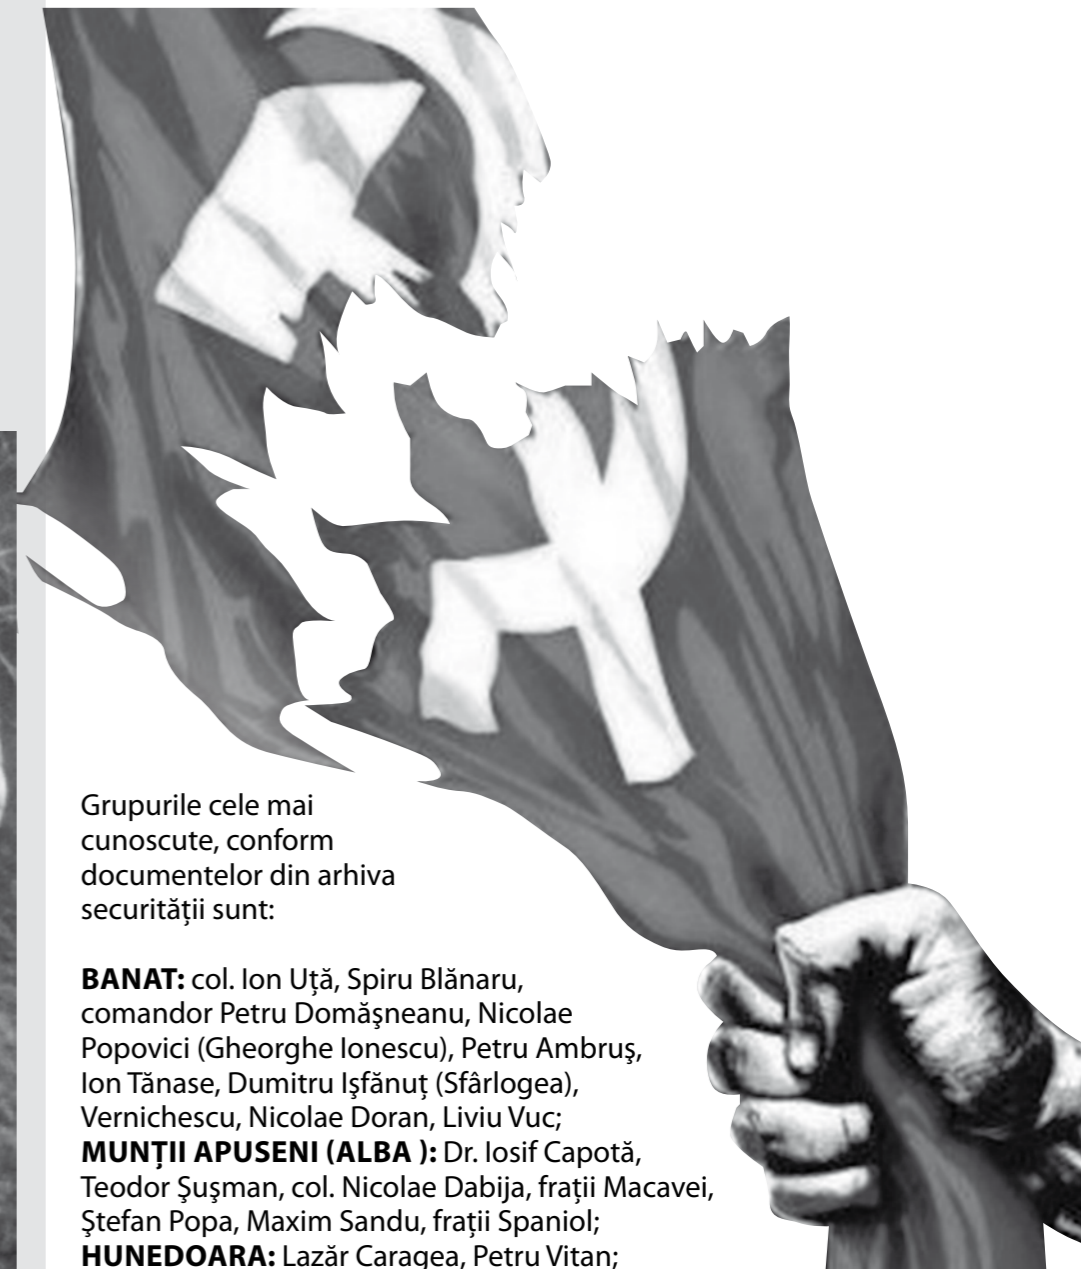 Grupurile cele mai
cunoscute, conform
documentelor din arhiva
securității sunt:
BANAT: col. Ion Uță, Spiru Blănaru,
comandor Petru Domăşneanu, Nicolae
Popovici (Gheorghe Ionescu), Petru Ambruş,
Ion Tănase, Dumitru Işfănuț (Sfârlogea),
Vernichescu, Nicolae Doran, Liviu Vuc;
MUNȚII APUSENI (ALBA ): Dr. Iosif Capotă,
Teodor Şuşman, col. Nicolae Dabija, frații Macavei,
Ştefan Popa, Maxim Sandu, frații Spaniol;
HUNEDOARA: Lazăr Caragea, Petru Vitan;